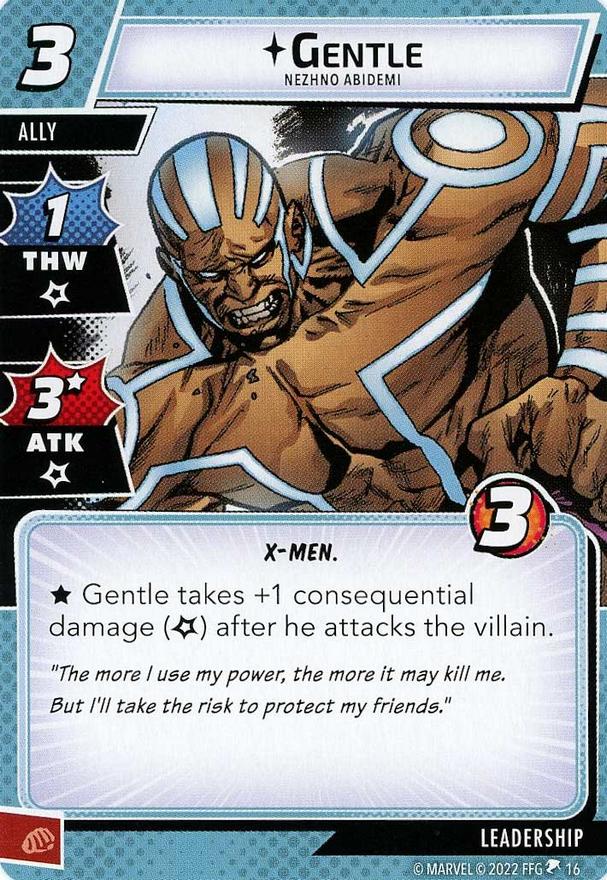 3
GENTLE
NEZHNO ABIDEMI
ALLY
1
THW
3★
ATK
3
X-MEN.
★ Gentle takes +1 consequential
damage (✧) after he attacks the villain.
"The more I use my power, the more it may kill me.
But I'll take the risk to protect my friends."
LEADERSHIP
© MARVEL © 2022 FFG 16